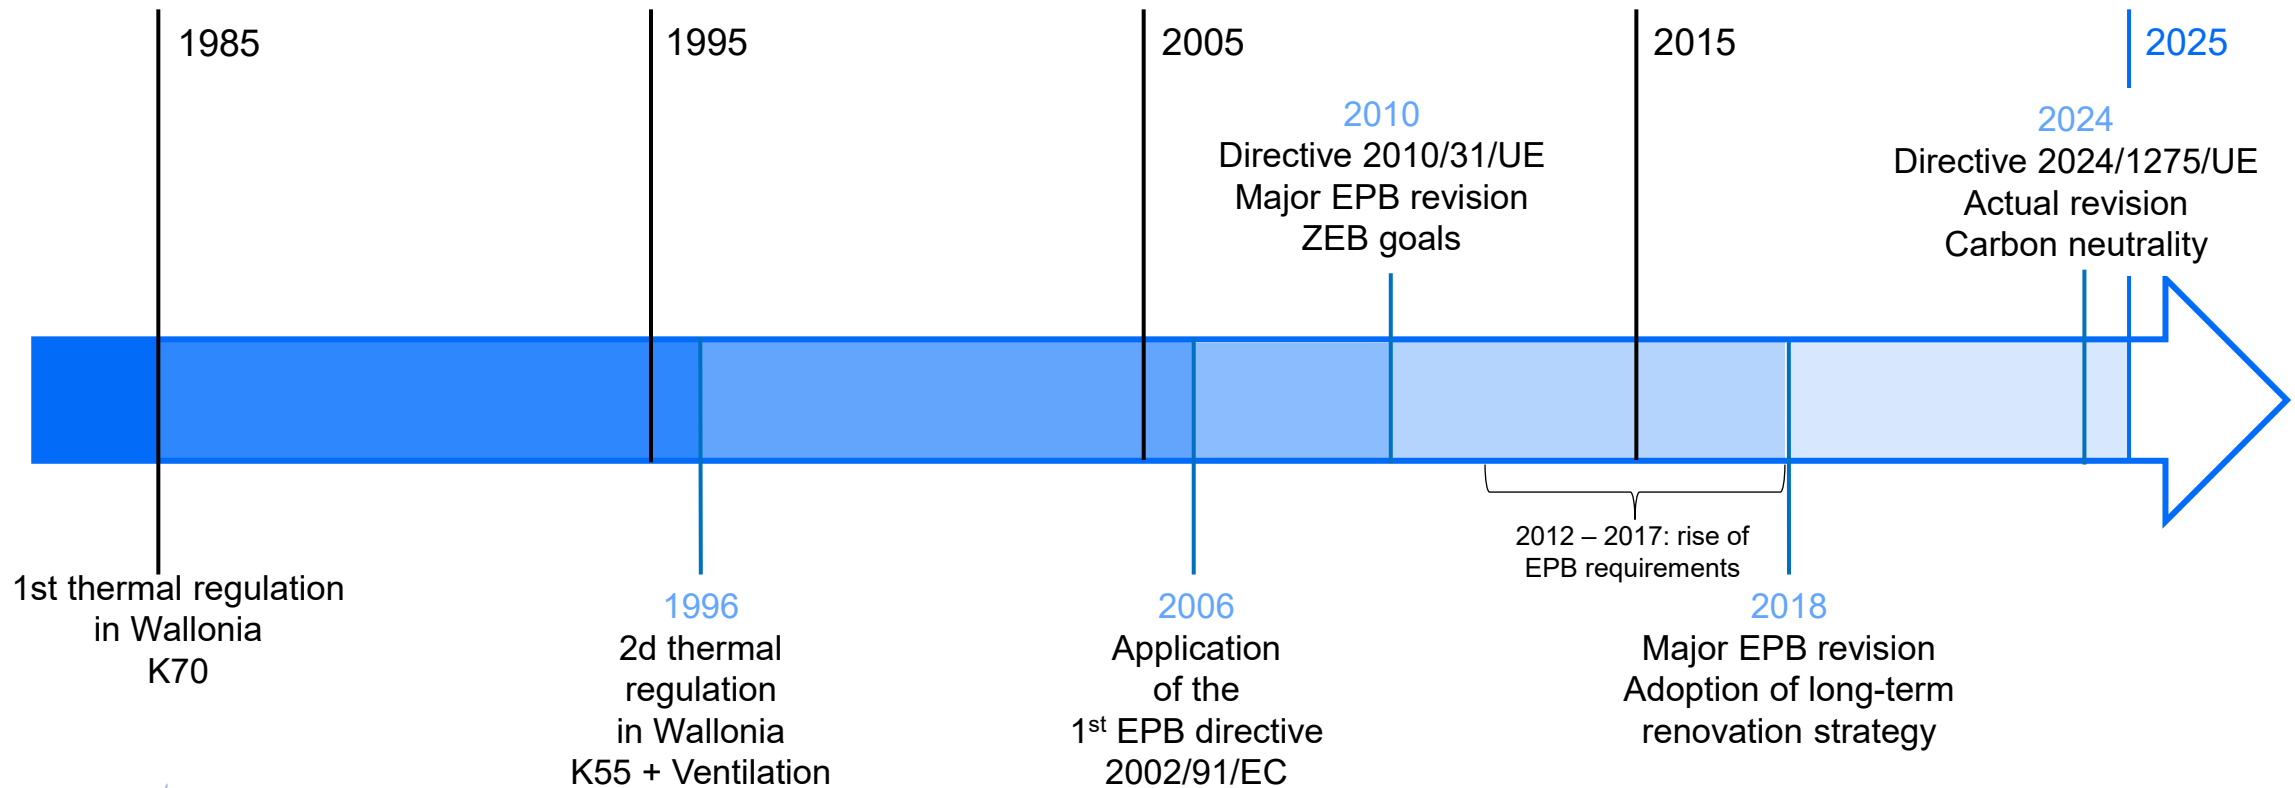 1985
1995
2005
2015
2025
2010
Directive 2010/31/UE
Major EPB revision
ZEB goals
2024
Directive 2024/1275/UE
Actual revision
Carbon neutrality
1st thermal regulation
in Wallonia
K70
1996
2d thermal
regulation
in Wallonia
K55 + Ventilation
2006
Application
of the
1st EPB directive
2002/91/EC
2012 – 2017: rise of
EPB requirements
2018
Major EPB revision
Adoption of long-term
renovation strategy